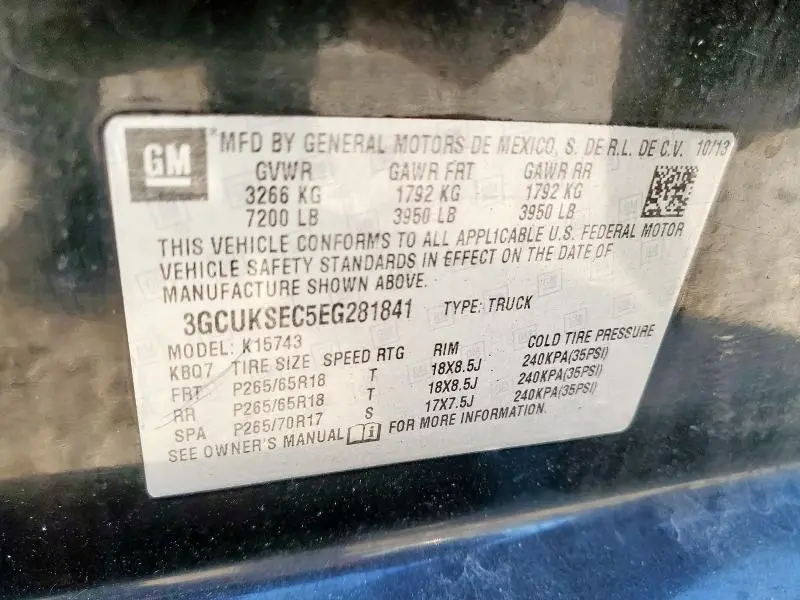 GM MFD BY GENERAL MOTORS DE MEXICO, S. DE R.L. DE C.V. 10/13
GVWR GAWR FRT GAWR RR
3266 KG 1792 KG 1792 KG
7200 LB 3950 LB 3950 LB
THIS VEHICLE CONFORMS TO ALL APPLICABLE U.S. FEDERAL MOTOR
VEHICLE SAFETY STANDARDS IN EFFECT ON THE DATE OF
MANUFACTURE SHOWN ABOVE.
3GCUKSEC5EG281841 TYPE: TRUCK
MODEL: K15743
KBQ7 TIRE SIZE SPEED RTG RIM COLD TIRE PRESSURE
FRT P265/65R18 T 18X8.5J 240KPA(35PSI)
RR P265/65R18 T 18X8.5J 240KPA(35PSI)
SPA P265/70R17 S 17X7.5J 240KPA(35PSI)
SEE OWNER'S MANUAL FOR MORE INFORMATION.